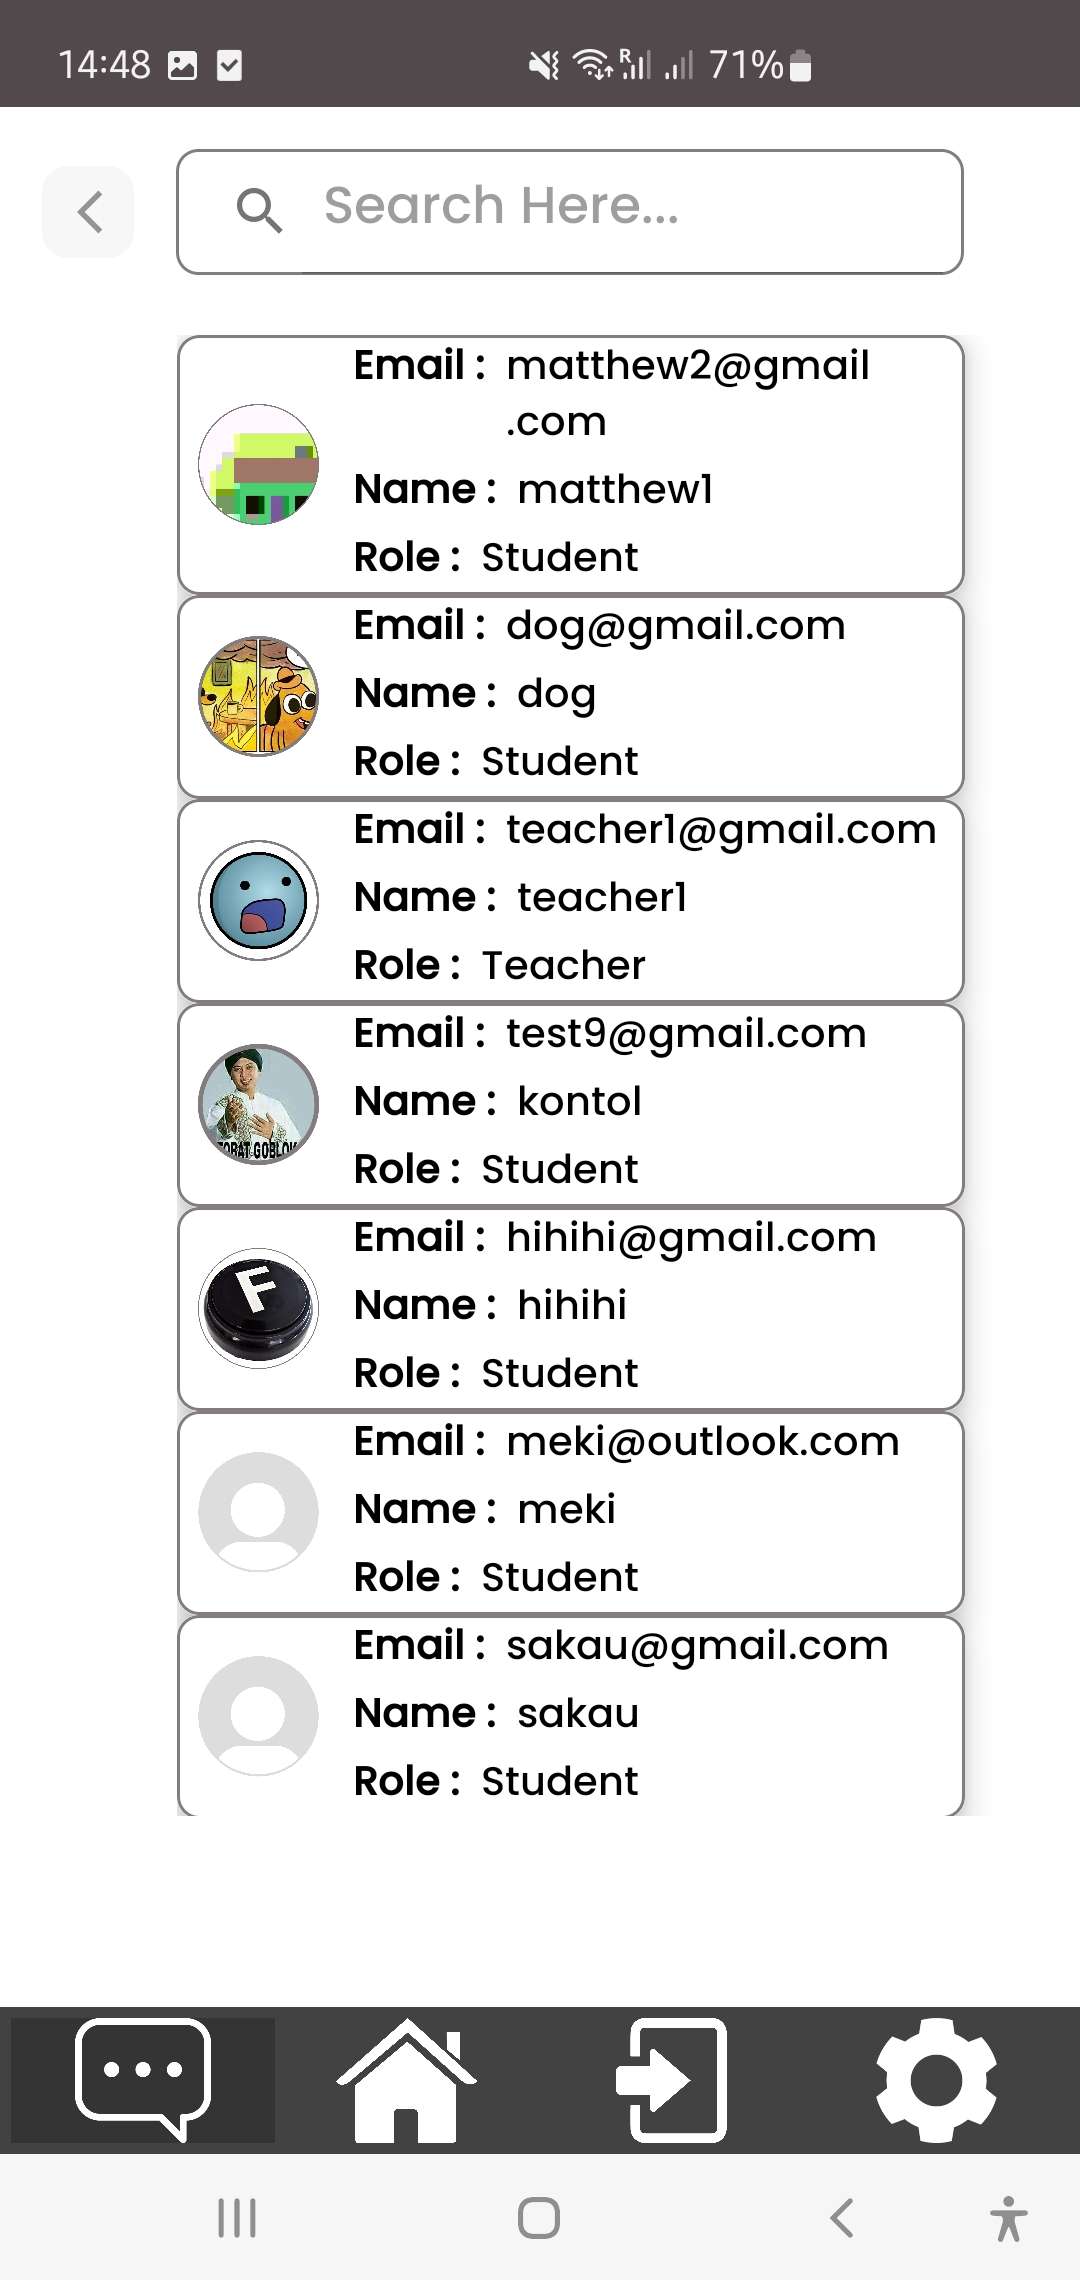 14:48 R 71%
Search Here...
Email : matthew2@gmail
.com
Name : matthew1
Role : Student
Email : dog@gmail.com
Name : dog
Role : Student
Email : teacher1@gmail.com
Name : teacher1
Role : Teacher
Email : test9@gmail.com
Name : kontol
Role : Student
Email : hihihi@gmail.com
Name : hihihi
Role : Student
F
Email : meki@outlook.com
Name : meki
Role : Student
Email : sakau@gmail.com
Name : sakau
Role : Student